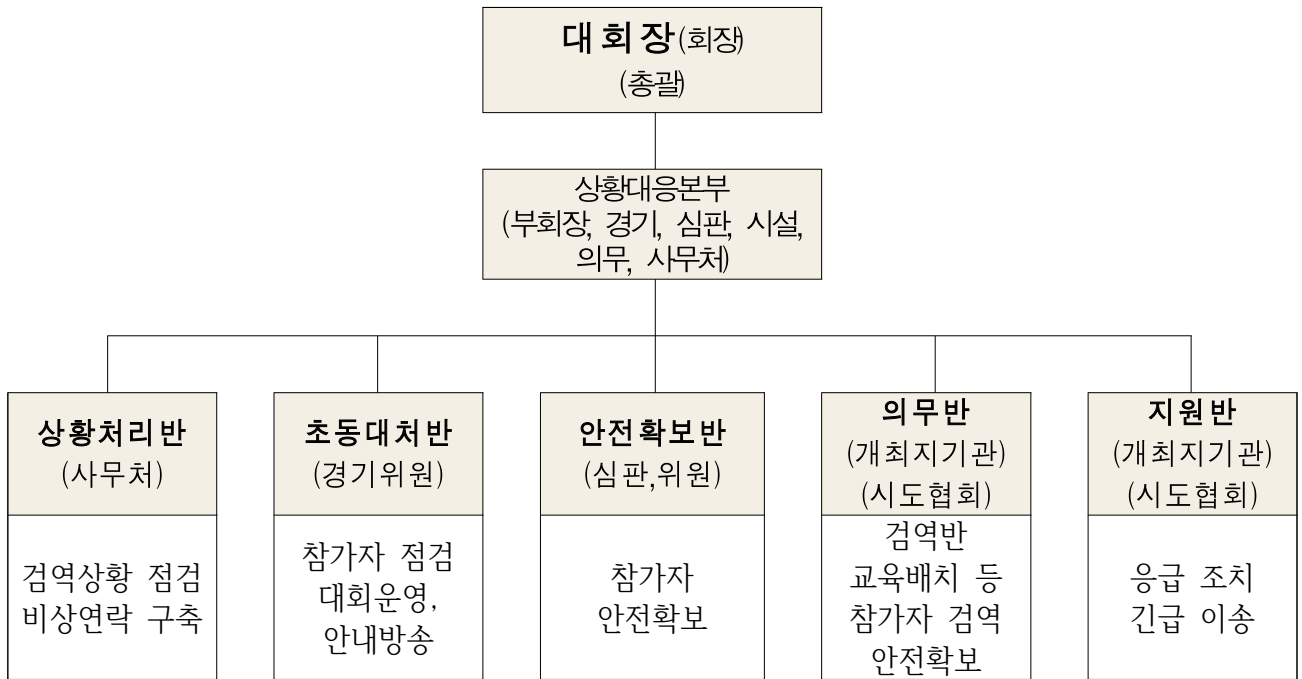 대회장(회장)
(총괄)
상황대응본부
(부회장, 경기, 심판, 시설,
의무, 사무처)
상황처리반
(사무처)
검역상황 점검
비상연락 구축
초동대처반
(경기위원)
참가자 점검
대회운영,
안내방송
안전확보반
(심판,위원)
참가자
안전확보
의무반
(개최지기관)
(시도협회)
검역반
교육배치 등
참가자 검역
안전확보
지원반
(개최지기관)
(시도협회)
응급 조치
긴급 이송